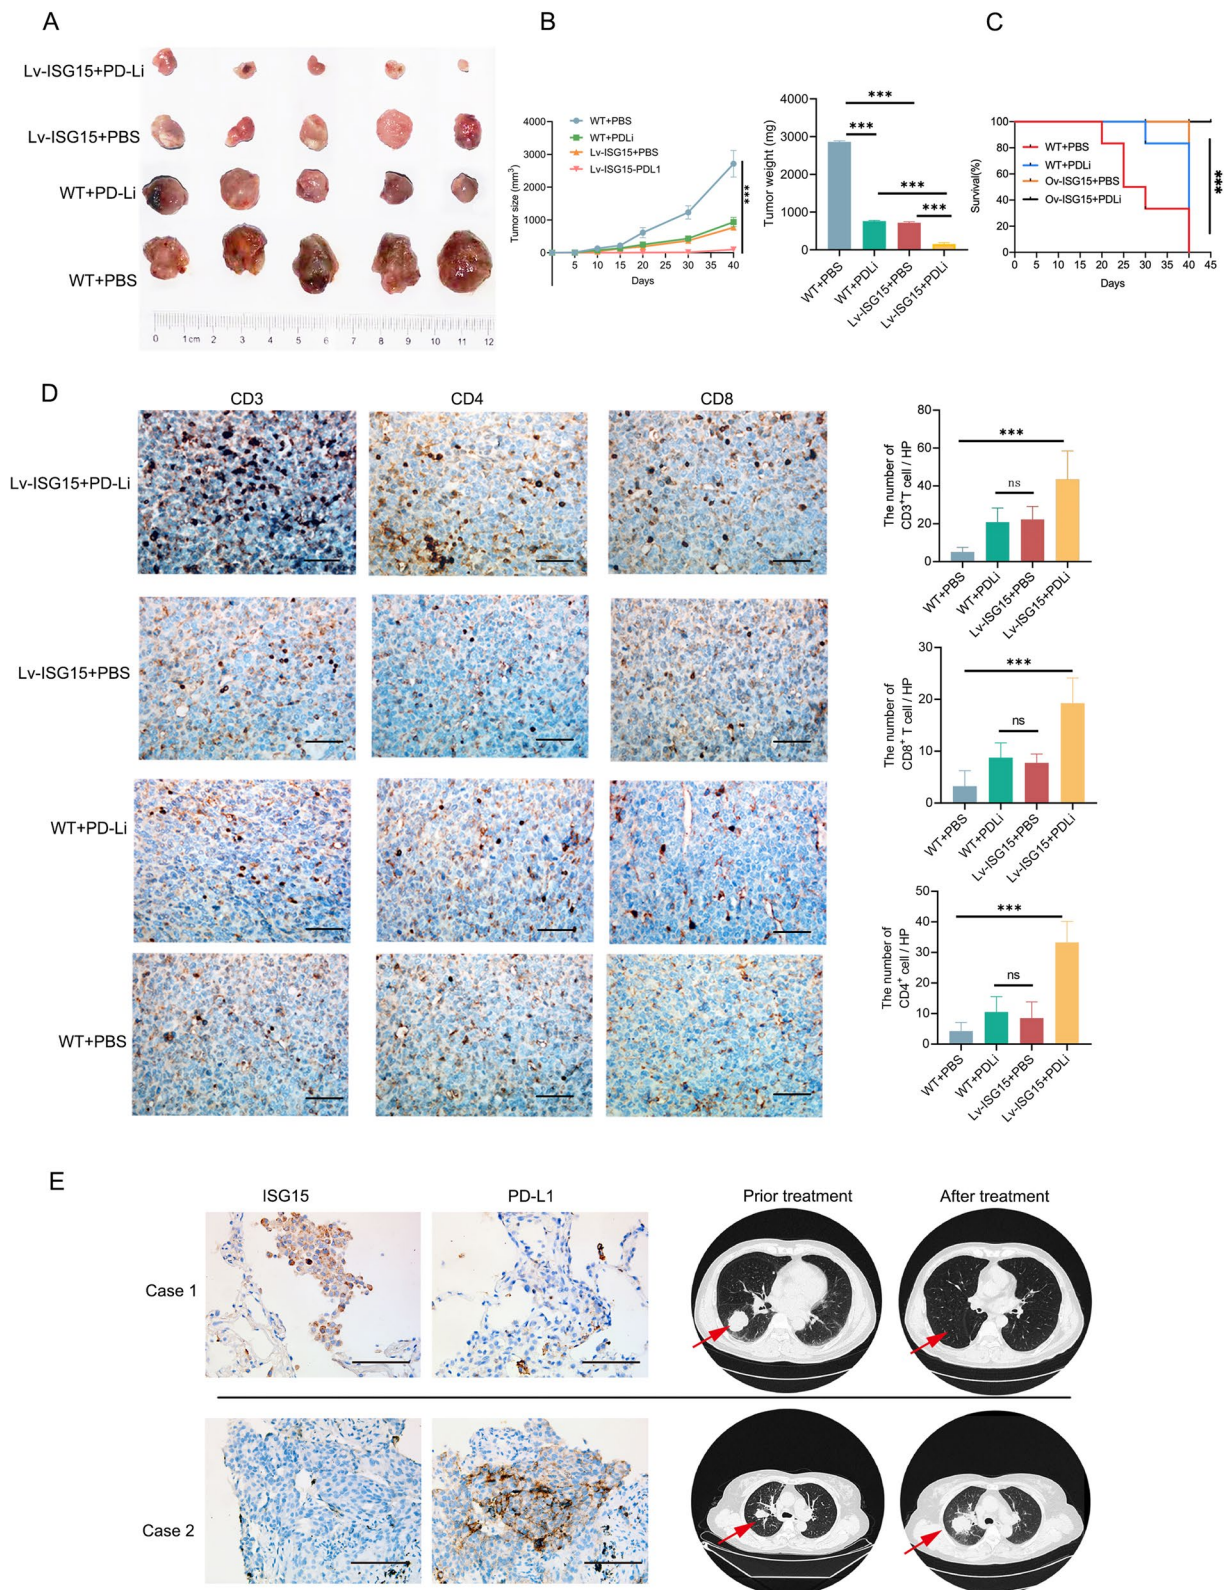 A
Lv-ISG15+PD-Li
Lv-ISG15+PBS
WT+PD-Li
WT+PBS
0 1 cm 2 3 4 5 6 7 8 9 10 11 12
B
Tumor size (mm3)
4000
3000
2000
1000
0
5 10 15 20 25 30 35 40
Days
WT+PBS
WT+PDLi
Lv-ISG15+PBS
Lv-ISG15-PDL1
***
Tumor weight (mg)
4000
3000
2000
1000
0
***
***
***
***
WT+PBS
WT+PDLi
Lv-ISG15+PBS
Lv-ISG15+PDLi
C
Survival(%)
100
80
60
40
20
0
0 5 10 15 20 25 30 35 40 45
Days
WT+PBS
WT+PDLi
Ov-ISG15+PBS
Ov-ISG15+PDLi
***
D
CD3 CD4 CD8
Lv-ISG15+PD-Li
Lv-ISG15+PBS
WT+PD-Li
WT+PBS
The number of
CD3+T cell / HP
80
60
40
20
0
***
ns
WT+PBS
WT+PDLi
Lv-ISG15+PBS
Lv-ISG15+PDLi
The number of
CD8+ T cell / HP
30
20
10
0
***
ns
WT+PBS
WT+PDLi
Lv-ISG15+PBS
Lv-ISG15+PDLi
The number of
CD4+ cell / HP
50
40
30
20
10
0
***
ns
WT+PBS
WT+PDLi
Lv-ISG15+PBS
Lv-ISG15+PDLi
E
ISG15 PD-L1 Prior treatment After treatment
Case 1
Case 2